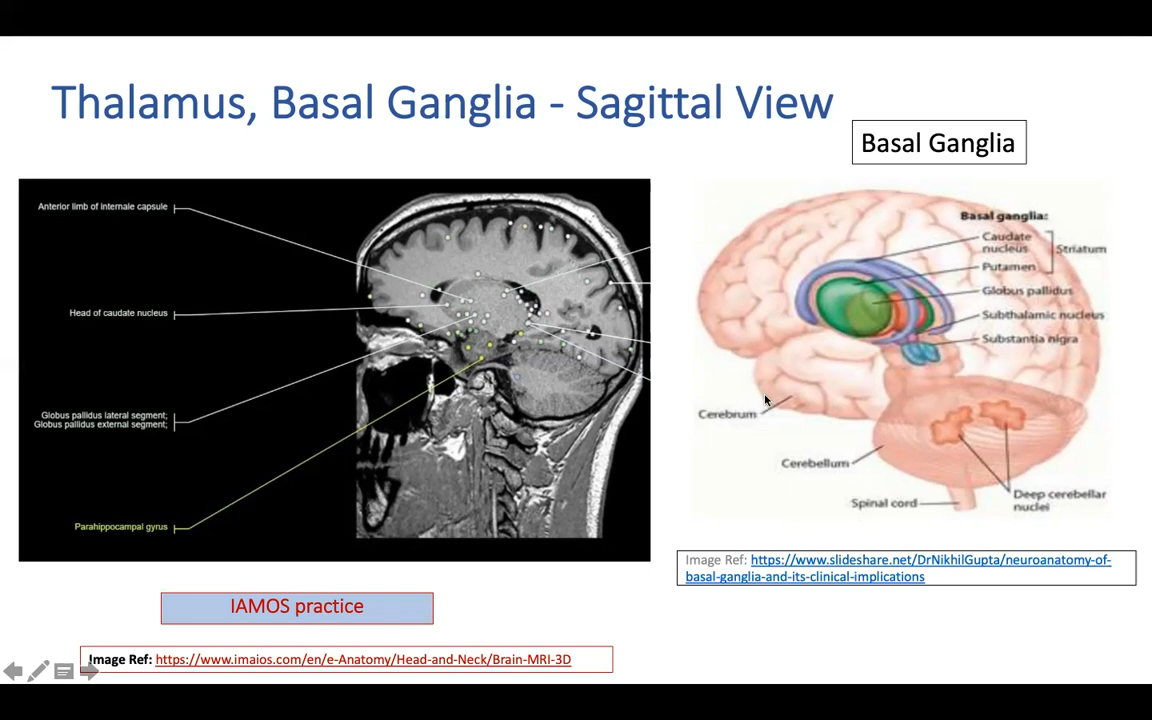 Thalamus, Basal Ganglia - Sagittal View
Basal Ganglia
Anterior limb of internale capsule
Head of caudate nucleus
Globus pallidus lateral segment;
Globus pallidus external segment;
Parahippocampal gyrus
Basal ganglia:
Caudate
nucleus
Striatum
Putamen
Globus pallidus
Subthalamic nucleus
Substantia nigra
Cerebrum
Cerebellum
Spinal cord
Deep cerebellar
nuclei
Image Ref: https://www.slideshare.net/DrNikhilGupta/neuroanatomy-of-
basal-ganglia-and-its-clinical-implications
IAMOS practice
Image Ref: https://www.imaios.com/en/e-Anatomy/Head-and-Neck/Brain-MRI-3D